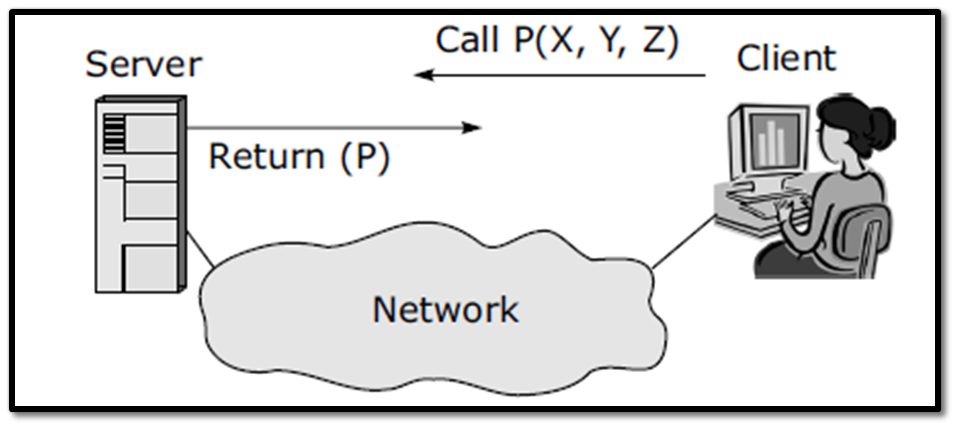 Call P(X, Y, Z)
Server
Client
Return (P)
Network